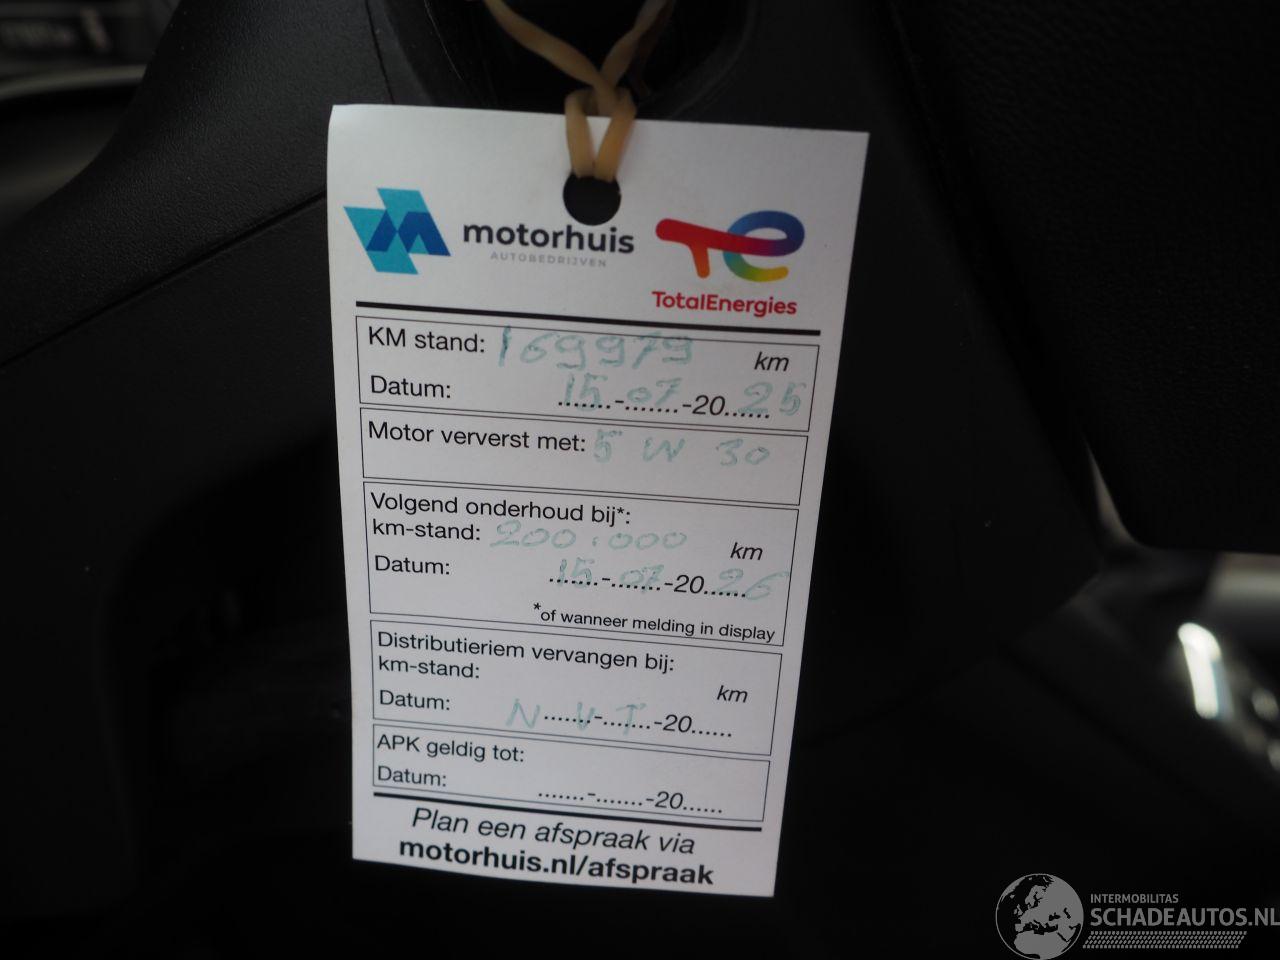 motorhuis
AUTOBEDRIJVEN
TotalEnergies
KM stand: 169979 km
Datum: 15-07-2025
Motor ververst met: 5 W 30
Volgend onderhoud bij*:
km-stand: 200.000 km
Datum: 15-07-2026
*of wanneer melding in display
Distributieriem vervangen bij:
km-stand: km
Datum: N V T .......-.......-20......
APK geldig tot:
Datum: .......-.......-20......
Plan een afspraak via
motorhuis.nl/afspraak
INTERMOBILITAS
SCHADEAUTOS.NL